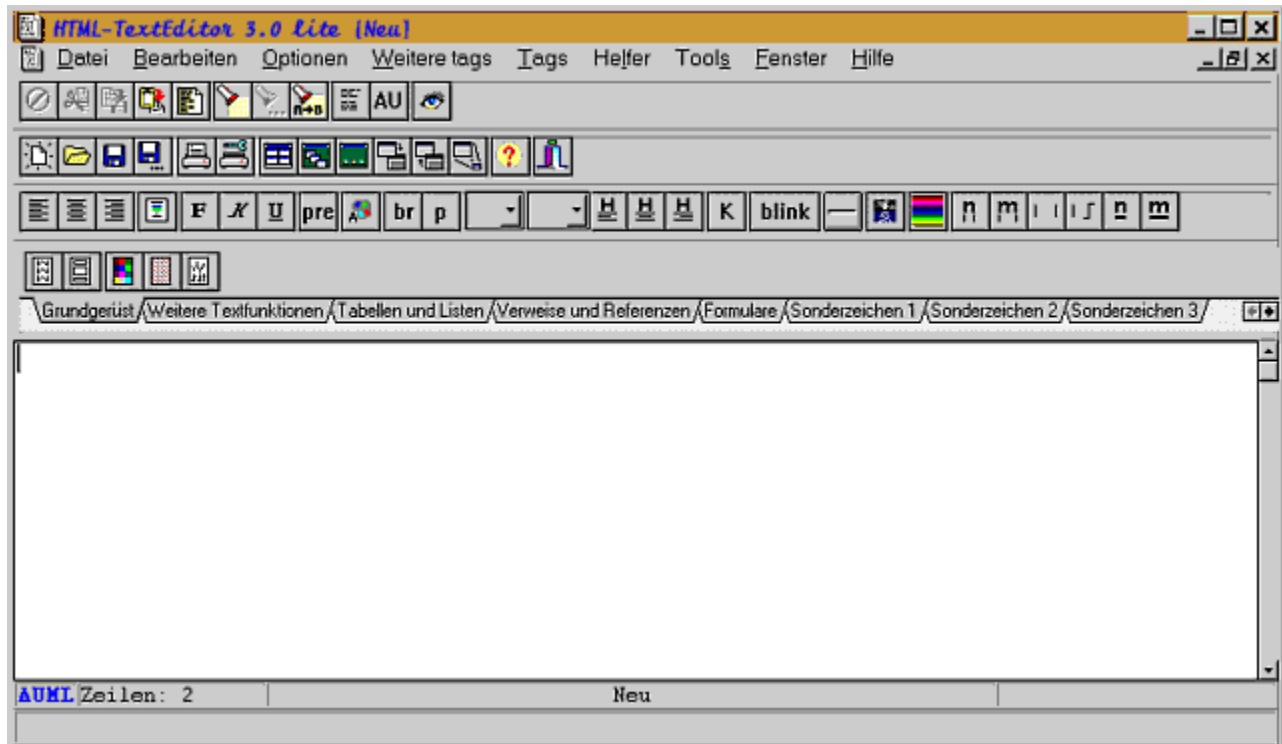 HTML-TextEditor 3.0 lite [Neu]
Datei Bearbeiten Optionen Weitere tags Tags Helfer Tools Fenster Hilfe
A→B AU
?
F K U pre A br p H H H K blink n m n m
Grundgerüst Weitere Textfunktionen Tabellen und Listen Verweise und Referenzen Formulare Sonderzeichen 1 Sonderzeichen 2 Sonderzeichen 3
AUML Zeilen: 2 Neu